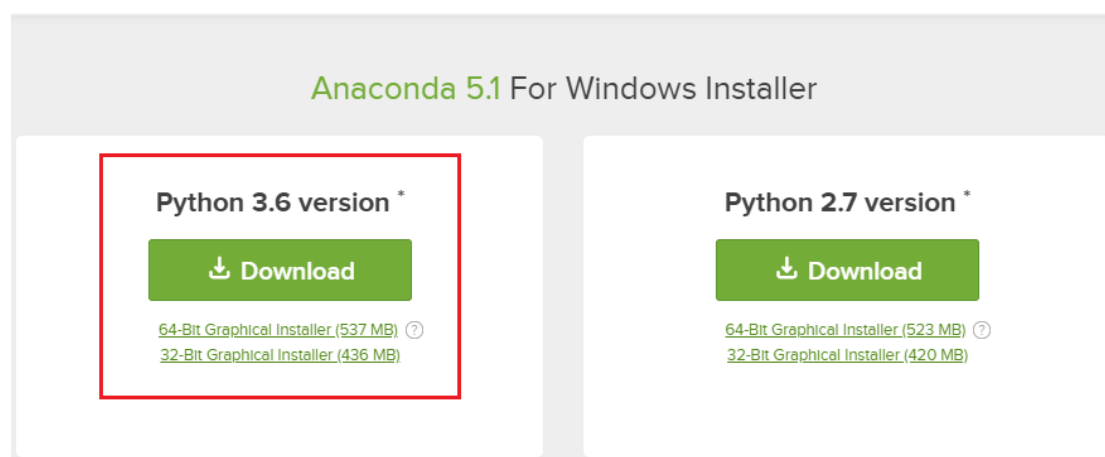 Anaconda 5.1 For Windows Installer
Python 3.6 version *
Download
64-Bit Graphical Installer (537 MB) ?
32-Bit Graphical Installer (436 MB)
Python 2.7 version *
Download
64-Bit Graphical Installer (523 MB) ?
32-Bit Graphical Installer (420 MB)